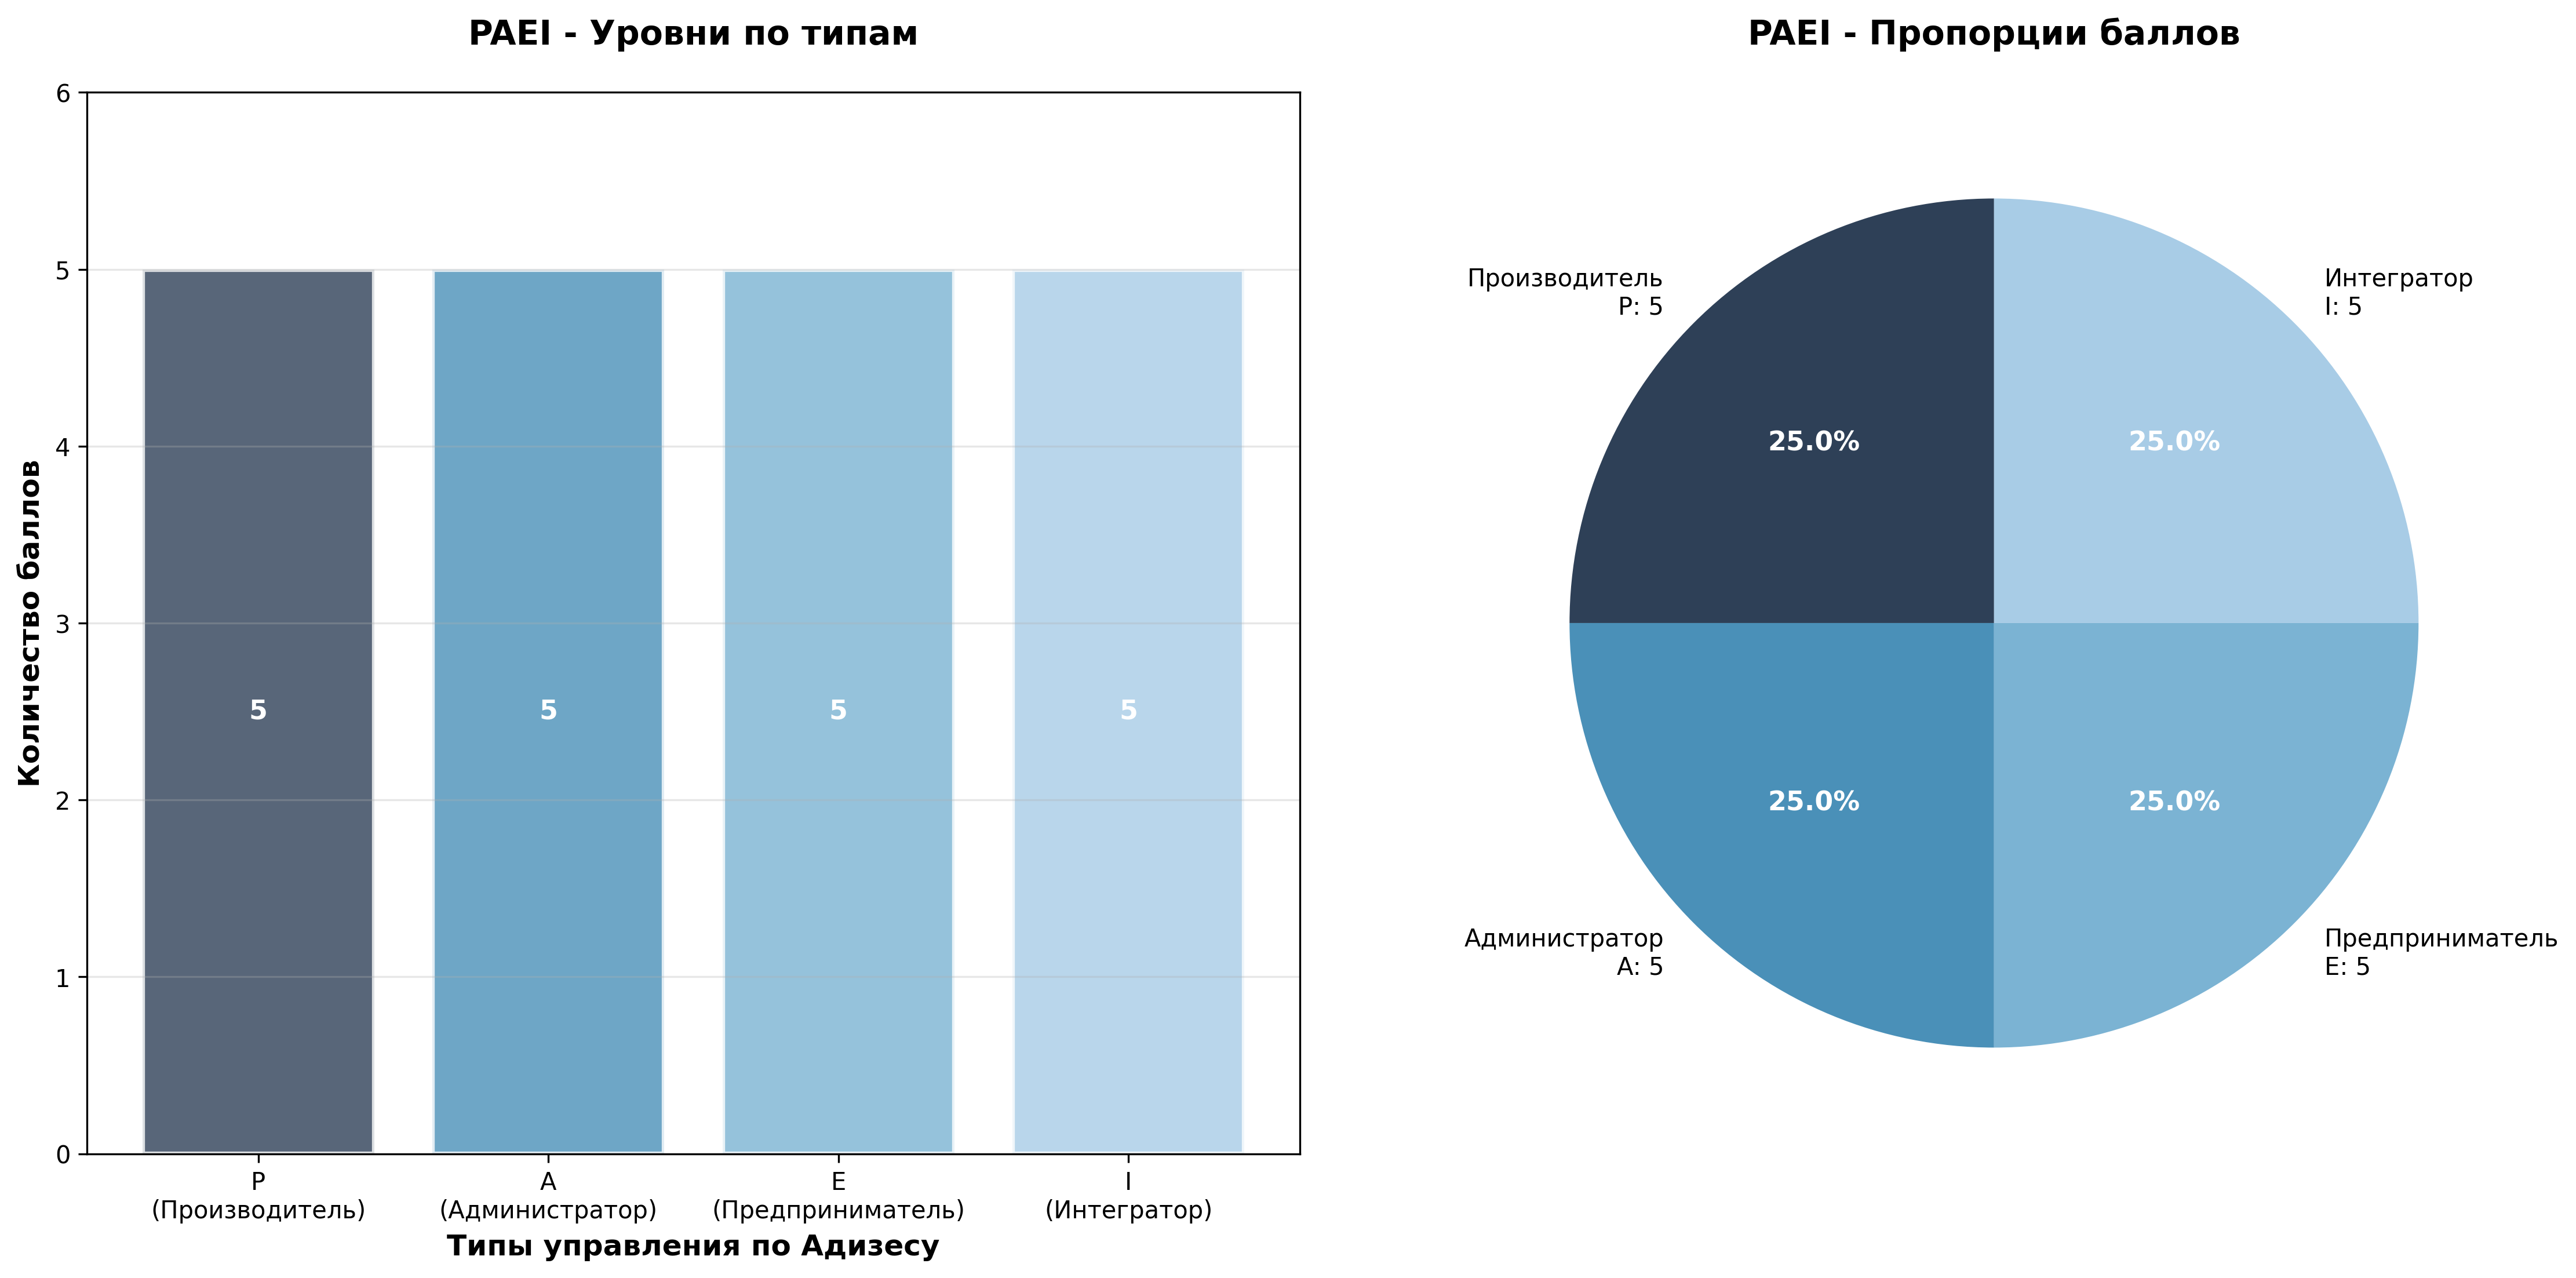 PAEI - Уровни по типам
Количество баллов
6
5
4
3
2
1
0
5
5
5
5
P
(Производитель)
A
(Администратор)
E
(Предприниматель)
I
(Интегратор)
Типы управления по Адизесу
PAEI - Пропорции баллов
Производитель
P: 5
Интегратор
I: 5
25.0%
25.0%
25.0%
25.0%
Администратор
A: 5
Предприниматель
E: 5